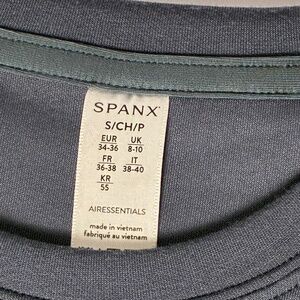 SPANX
S/CH/P
EUR UK
34-36 8-10
FR IT
36-38 38-40
KR
55
AIRESSENTIALS
made in vietnam
fabriqué au vietnam